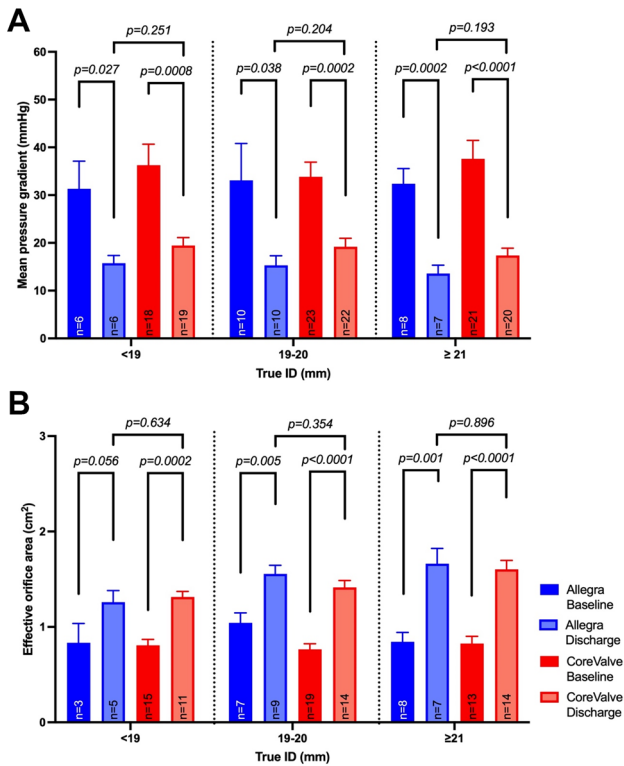 A
p=0.251
p=0.204
p=0.193
p=0.027
p=0.0008
p=0.038
p=0.0002
p=0.0002
p<0.0001
60
50
40
30
20
10
0
Mean pressure gradient (mmHg)
n=6
n=6
n=18
n=19
n=10
n=10
n=23
n=22
n=8
n=7
n=21
n=20
<19
19-20
≥ 21
True ID (mm)
B
p=0.634
p=0.354
p=0.896
p=0.056
p=0.0002
p=0.005
p<0.0001
p=0.001
p<0.0001
3
2
1
0
Effective orifice area (cm²)
n=3
n=5
n=15
n=11
n=7
n=9
n=19
n=14
n=8
n=7
n=13
n=14
<19
19-20
≥21
True ID (mm)
Allegra
Baseline
Allegra
Discharge
CoreValve
Baseline
CoreValve
Discharge